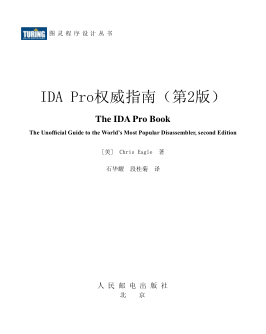 TURING 图灵程序设计丛书
IDA Pro权威指南（第2版）
The IDA Pro Book
The Unofficial Guide to the World's Most Popular Disassembler, second Edition
[美] Chris Eagle 著
石华耀 段桂菊 译
人民邮电出版社
北 京